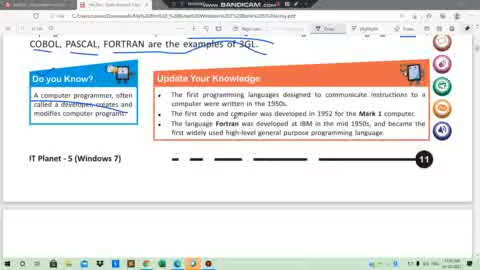 WWW.BANDICAM.COM
COBOL, PASCAL, FORTRAN are the examples of 3GL.
Do you Know?
A computer programmer, often
called a developer, creates and
modifies computer programs.
Update Your Knowledge:
• The first programming languages designed to communicate instructions to a
computer were written in the 1950s.
• The first code and compiler was developed in 1952 for the Mark 1 computer.
• The language Fortran was developed at IBM in the mid 1950s, and became the
first widely used high-level general purpose programming language.
IT Planet - 5 (Windows 7)
11